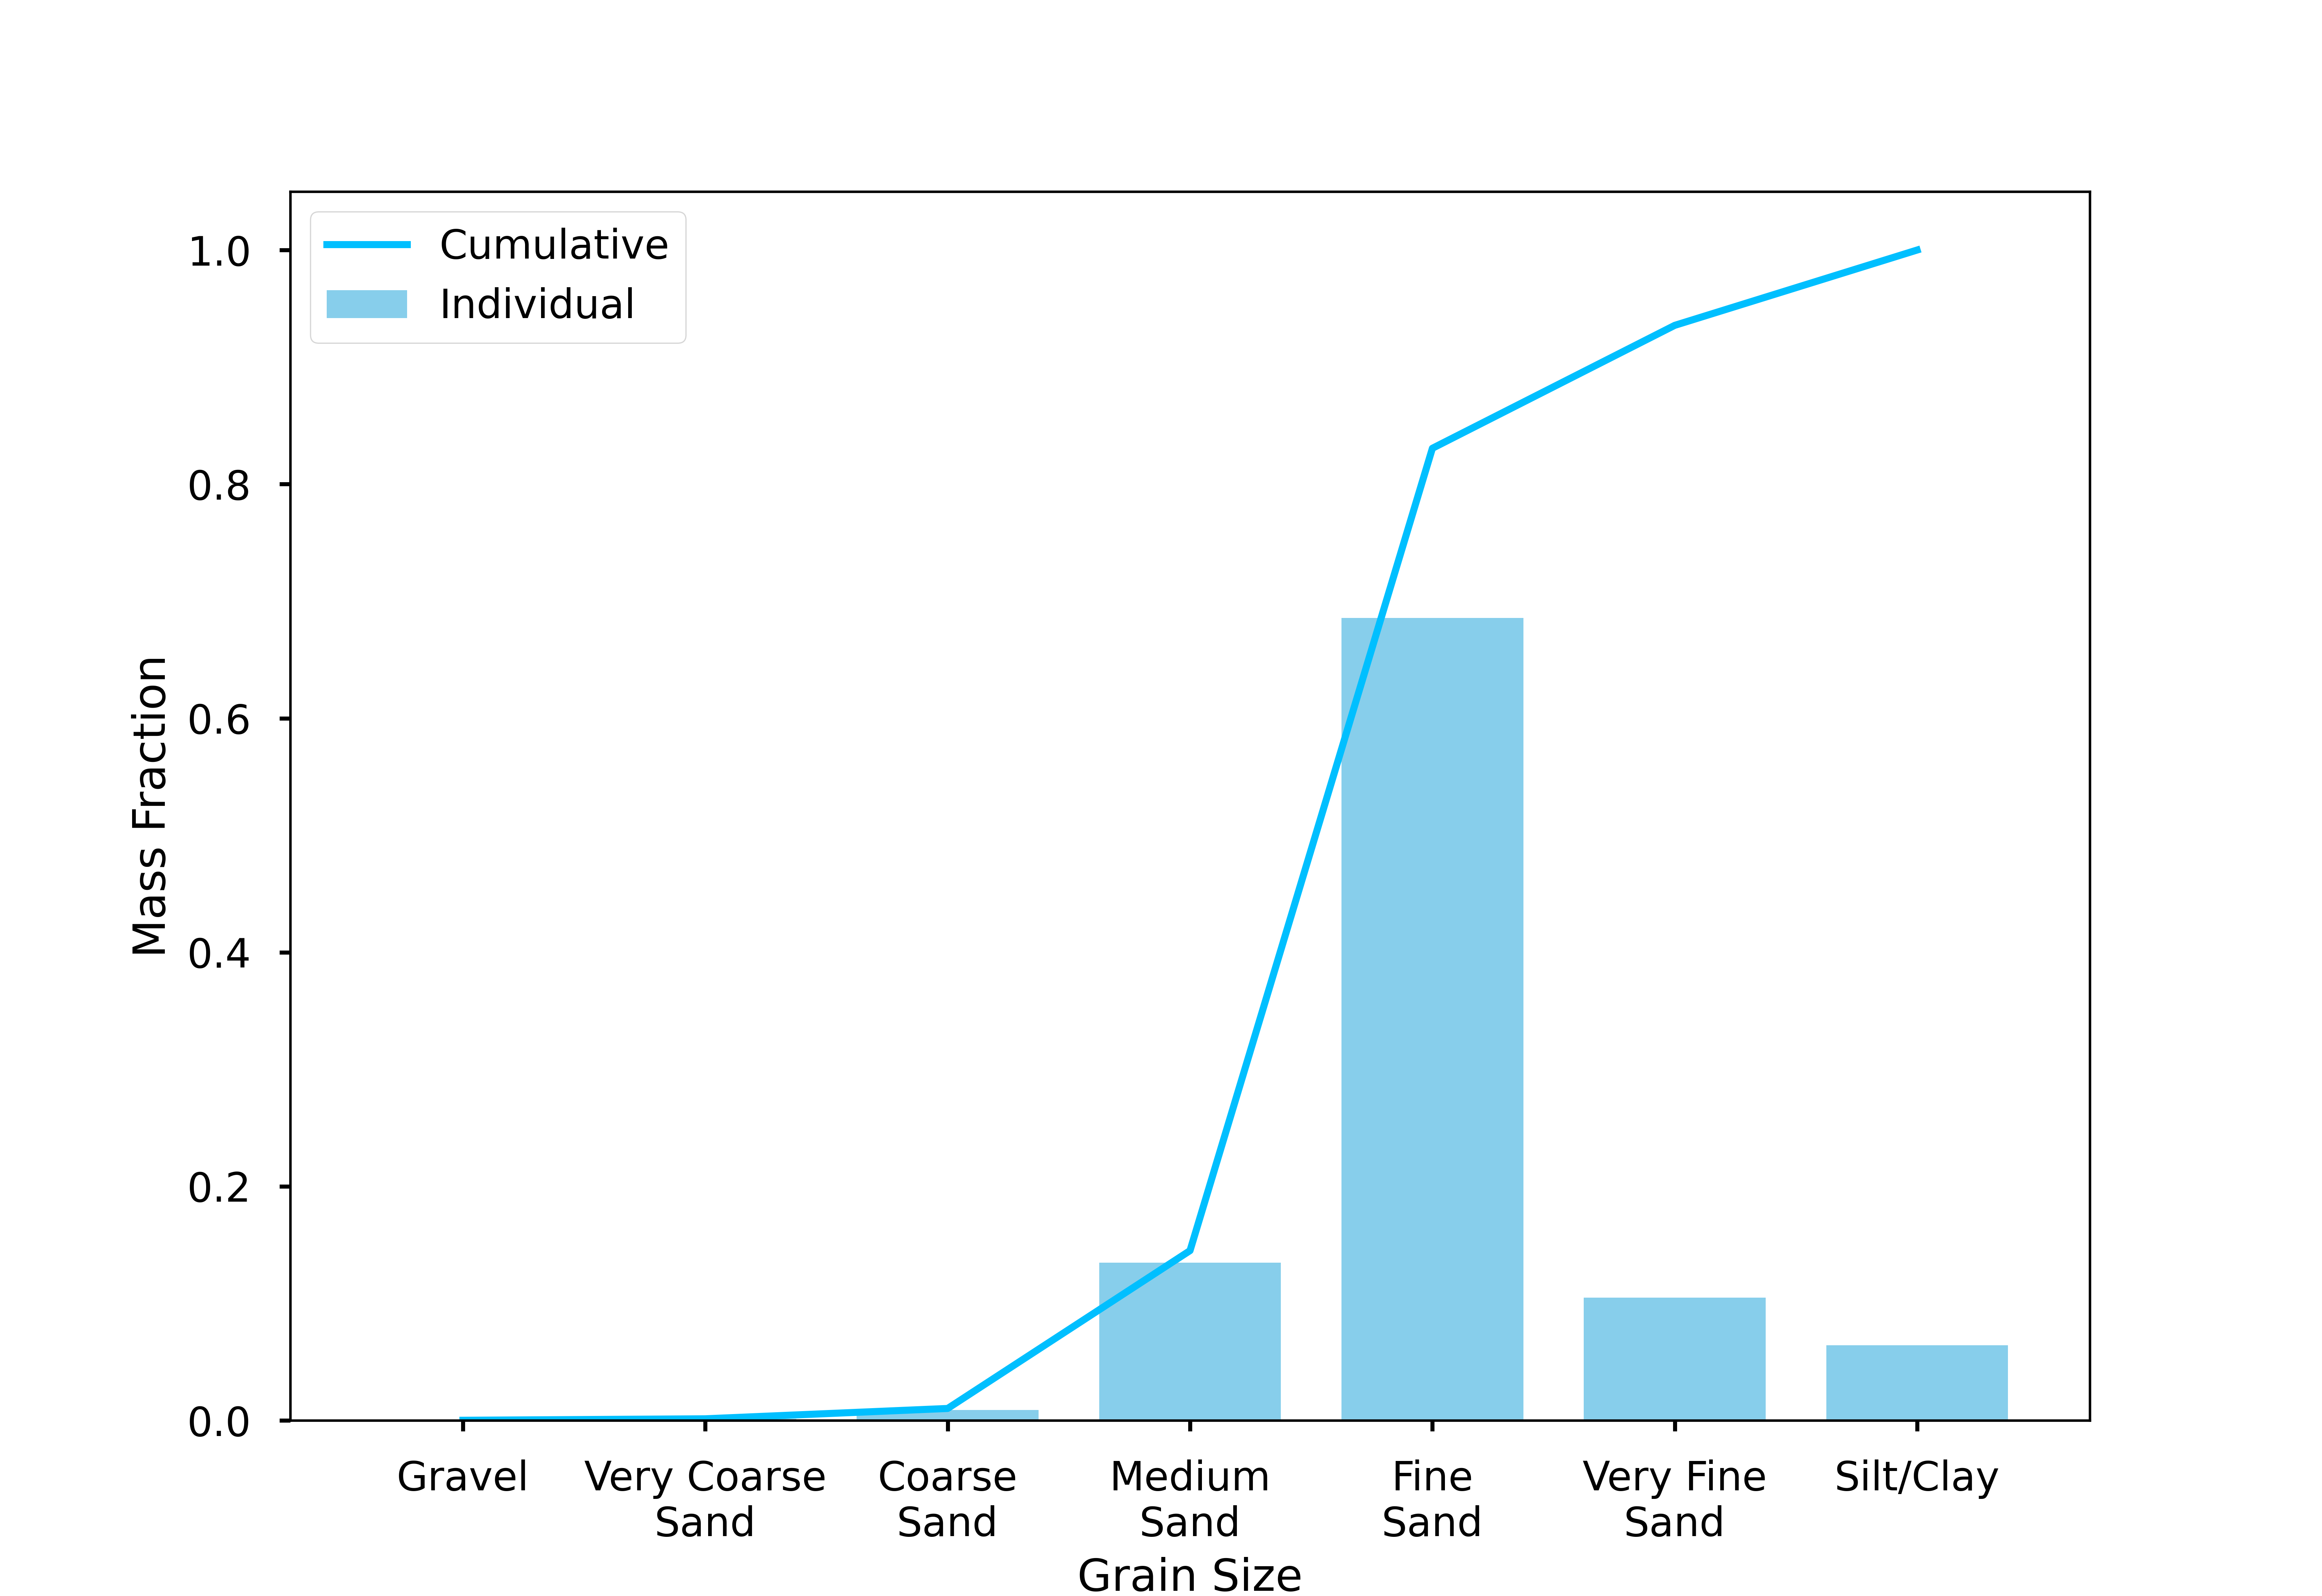 Cumulative
Individual
1.0
0.8
0.6
0.4
0.2
0.0
Mass Fraction
Gravel
Very Coarse
Sand
Coarse
Sand
Medium
Sand
Fine
Sand
Very Fine
Sand
Silt/Clay
Grain Size